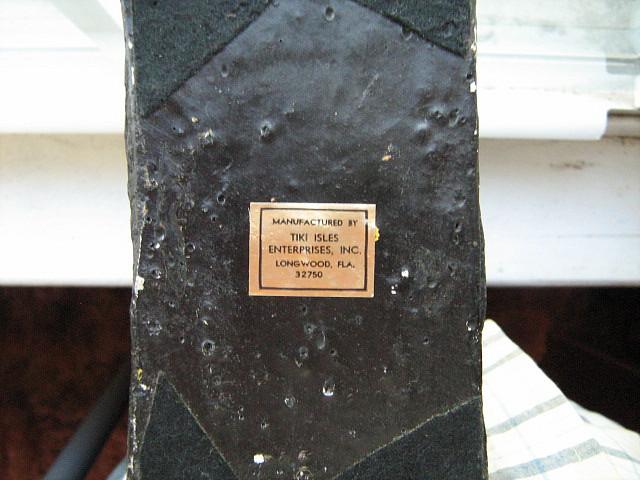 MANUFACTURED BY
TIKI ISLES
ENTERPRISES, INC.
LONGWOOD, FLA.
32750